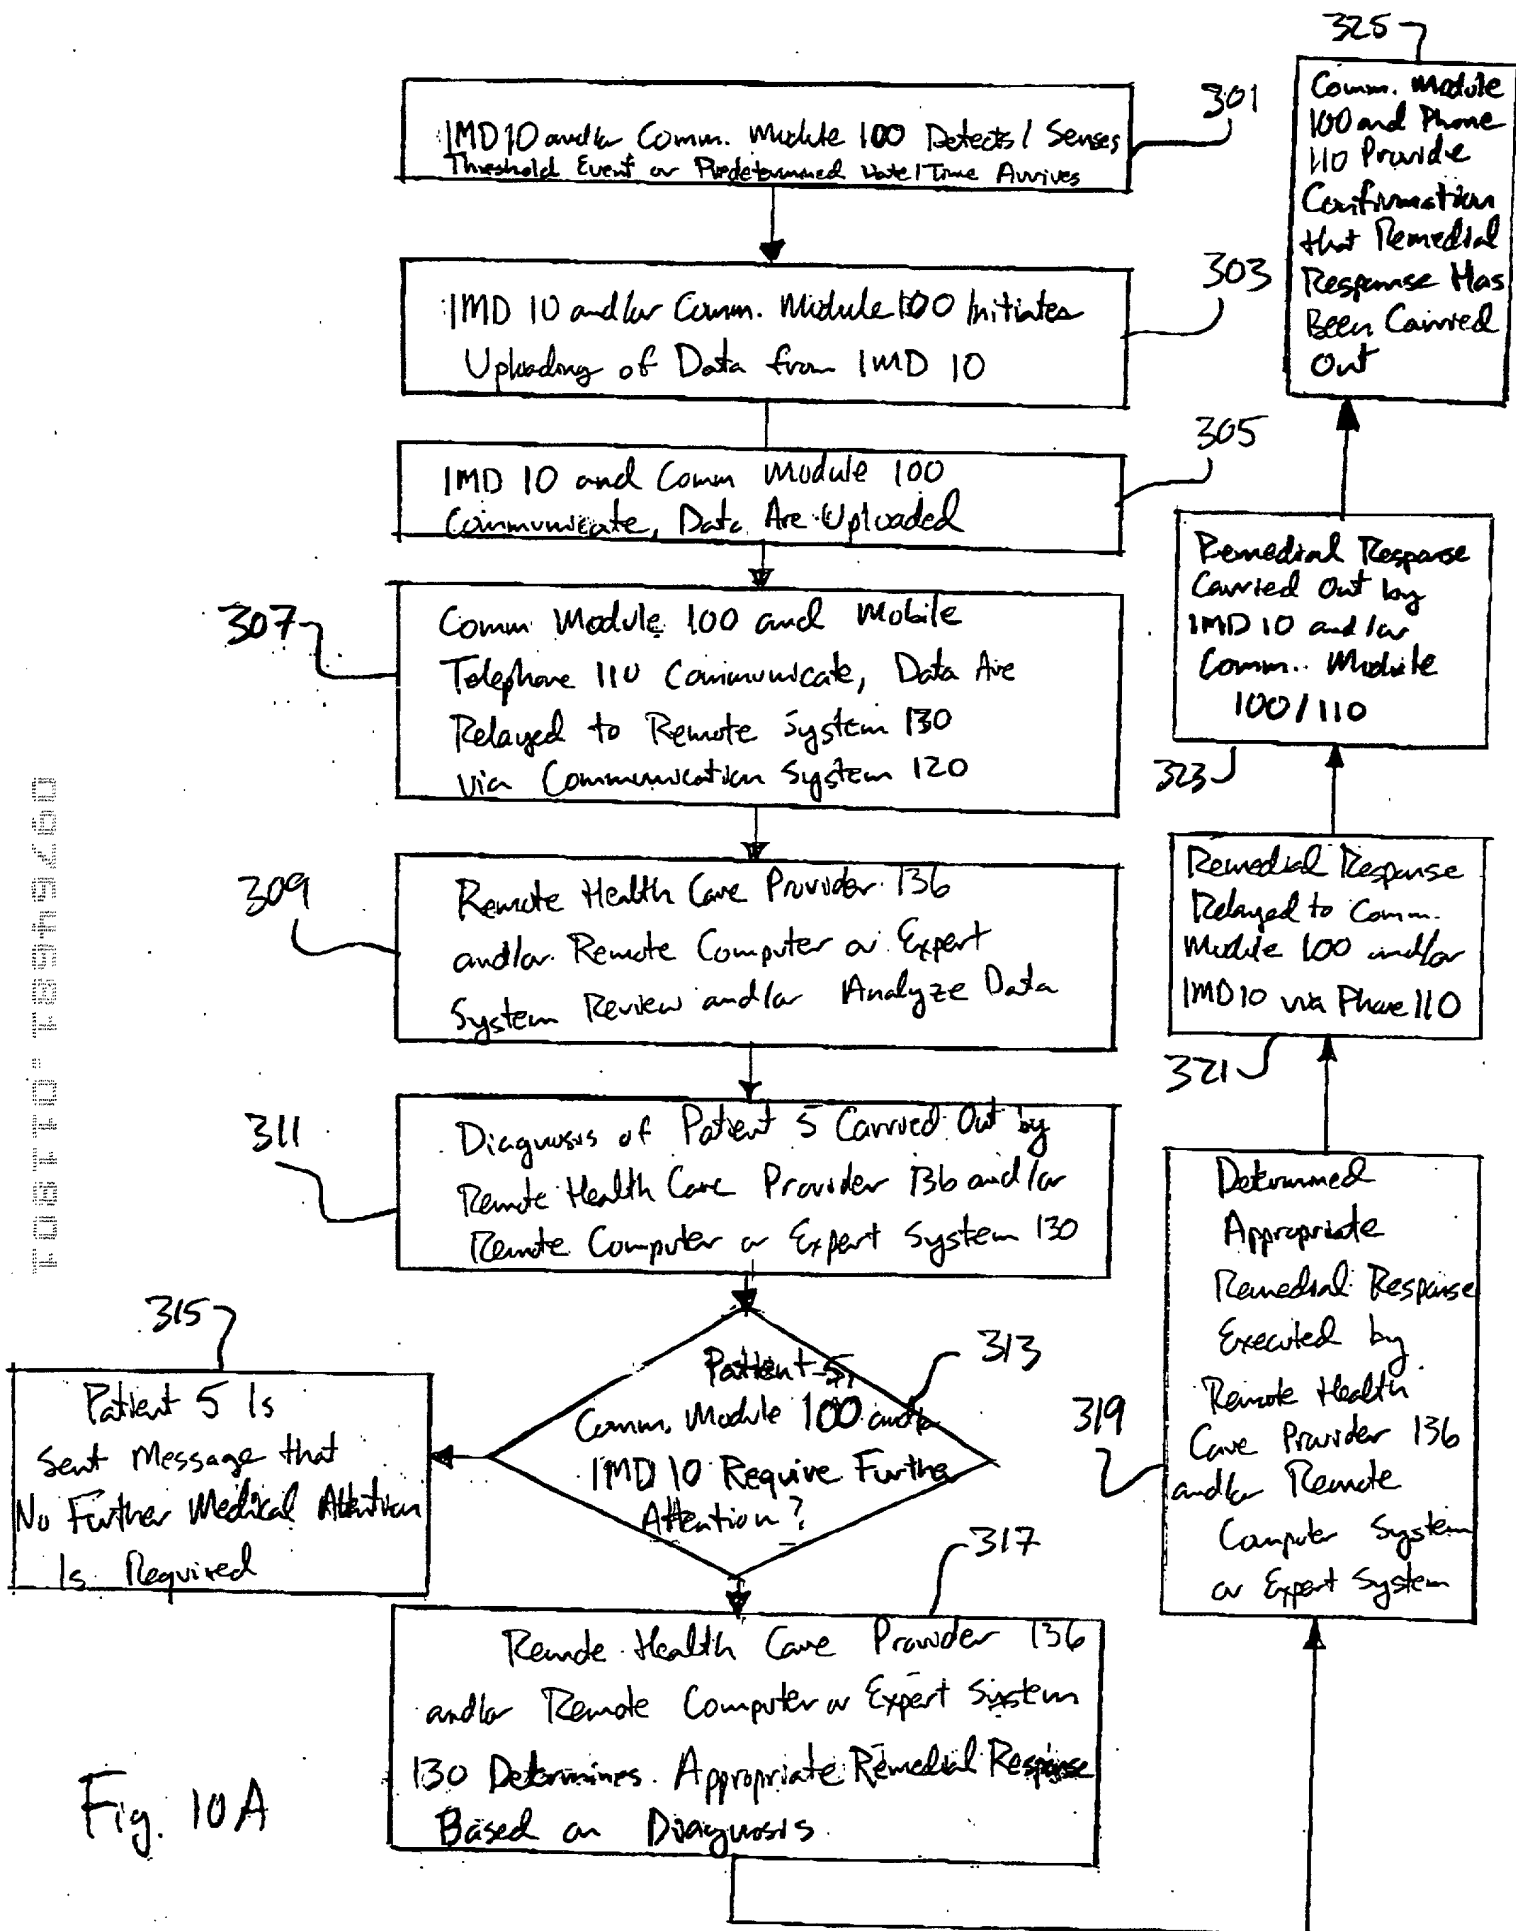 301
IMD 10 and/or Comm. Module 100 Detects / Senses
Threshold Event or Predetermined Date / Time Arrives
303
IMD 10 and/or Comm. Module 100 Initiates
Uploading of Data from IMD 10
305
IMD 10 and Comm Module 100
Communicate, Data Are Uploaded
307
Comm Module 100 and Mobile
Telephone 110 Communicate, Data Are
Relayed to Remote System 130
via Communication System 120
309
Remote Health Care Provider 136
and/or Remote Computer or Expert
System Review and/or Analyze Data
311
Diagnosis of Patient 5 Carried Out by
Remote Health Care Provider 136 and/or
Remote Computer or Expert System 130
313
Patient 5,
Comm. Module 100 and/or
IMD 10 Require Further
Attention?
315
Patient 5 Is
Sent Message that
No Further Medical Attention
Is Required
317
Remote Health Care Provider 136
and/or Remote Computer or Expert System
130 Determines Appropriate Remedial Response
Based on Diagnosis
319
Determined
Appropriate
Remedial Response
Executed by
Remote Health
Care Provider 136
and/or Remote
Computer System
or Expert System
321
Remedial Response
Relayed to Comm.
Module 100 and/or
IMD 10 via Phone 110
323
Remedial Response
Carried Out by
IMD 10 and/or
Comm. Module
100/110
325
Comm. Module
100 and Phone
110 Provide
Confirmation
that Remedial
Response Has
Been Carried
Out
Fig. 10A